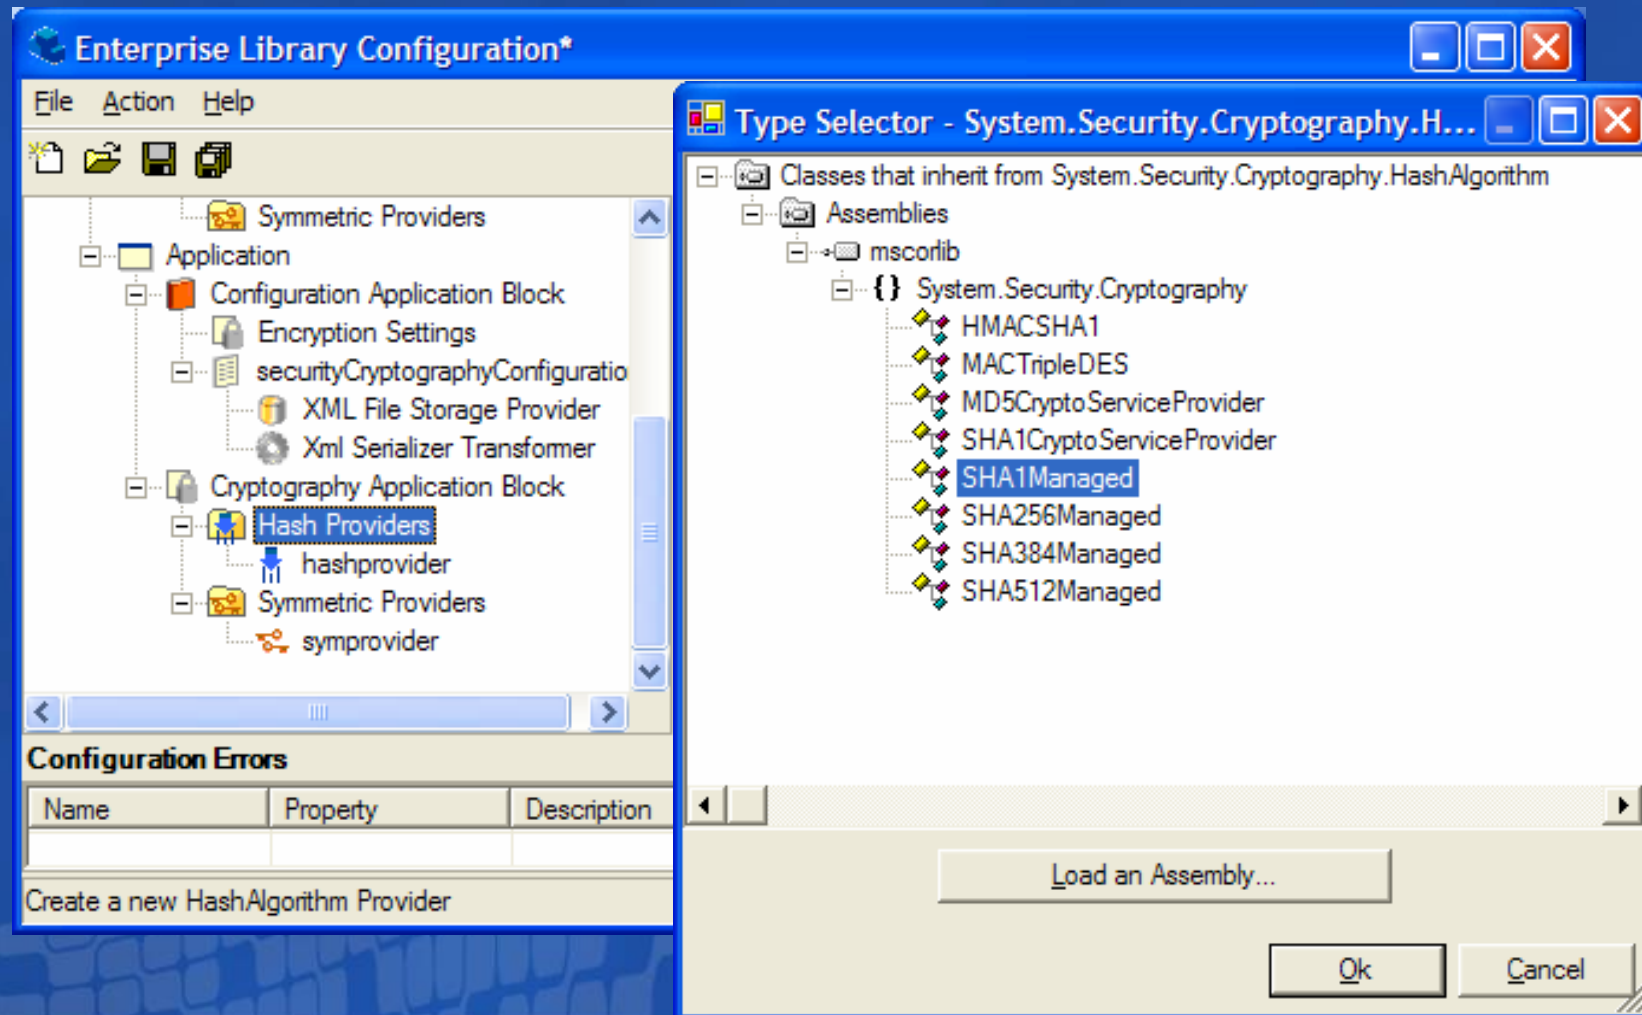 Enterprise Library Configuration*
File Action Help
Symmetric Providers
Application
Configuration Application Block
Encryption Settings
securityCryptographyConfiguratio
XML File Storage Provider
Xml Serializer Transformer
Cryptography Application Block
Hash Providers
hashprovider
Symmetric Providers
symprovider
Configuration Errors
Name Property Description
Create a new HashAlgorithm Provider
Type Selector - System.Security.Cryptography.H...
Classes that inherit from System.Security.Cryptography.HashAlgorithm
Assemblies
mscorlib
{} System.Security.Cryptography
HMACSHA1
MACTripleDES
MD5CryptoServiceProvider
SHA1CryptoServiceProvider
SHA1Managed
SHA256Managed
SHA384Managed
SHA512Managed
Load an Assembly...
Ok Cancel